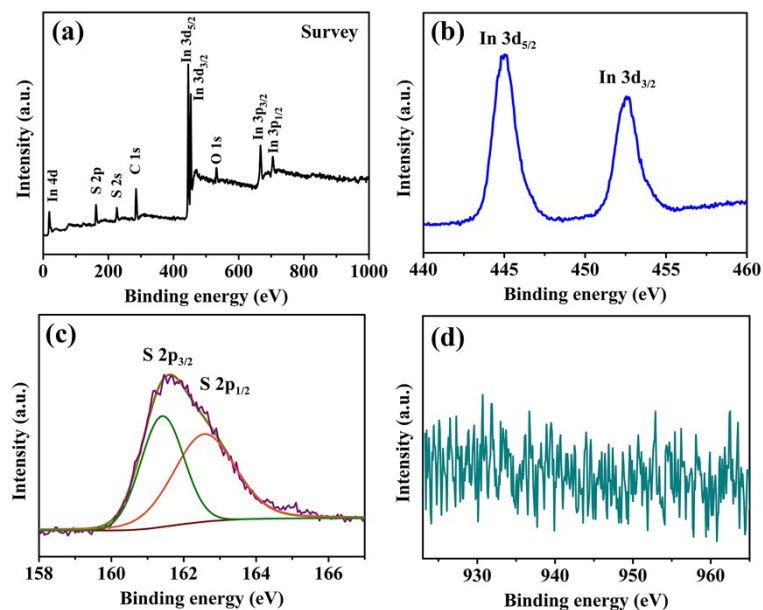 (a)
Survey
In 4d
S 2p
S 2s
C 1s
In 3d5/2
In 3d3/2
O 1s
In 3p3/2
In 3p1/2
Intensity (a.u.)
0 200 400 600 800 1000
Binding energy (eV)
(b)
In 3d5/2
In 3d3/2
Intensity (a.u.)
440 445 450 455 460
Binding energy (eV)
(c)
S 2p3/2
S 2p1/2
Intensity (a.u.)
158 160 162 164 166
Binding energy (eV)
(d)
Intensity (a.u.)
930 940 950 960
Binding energy (eV)